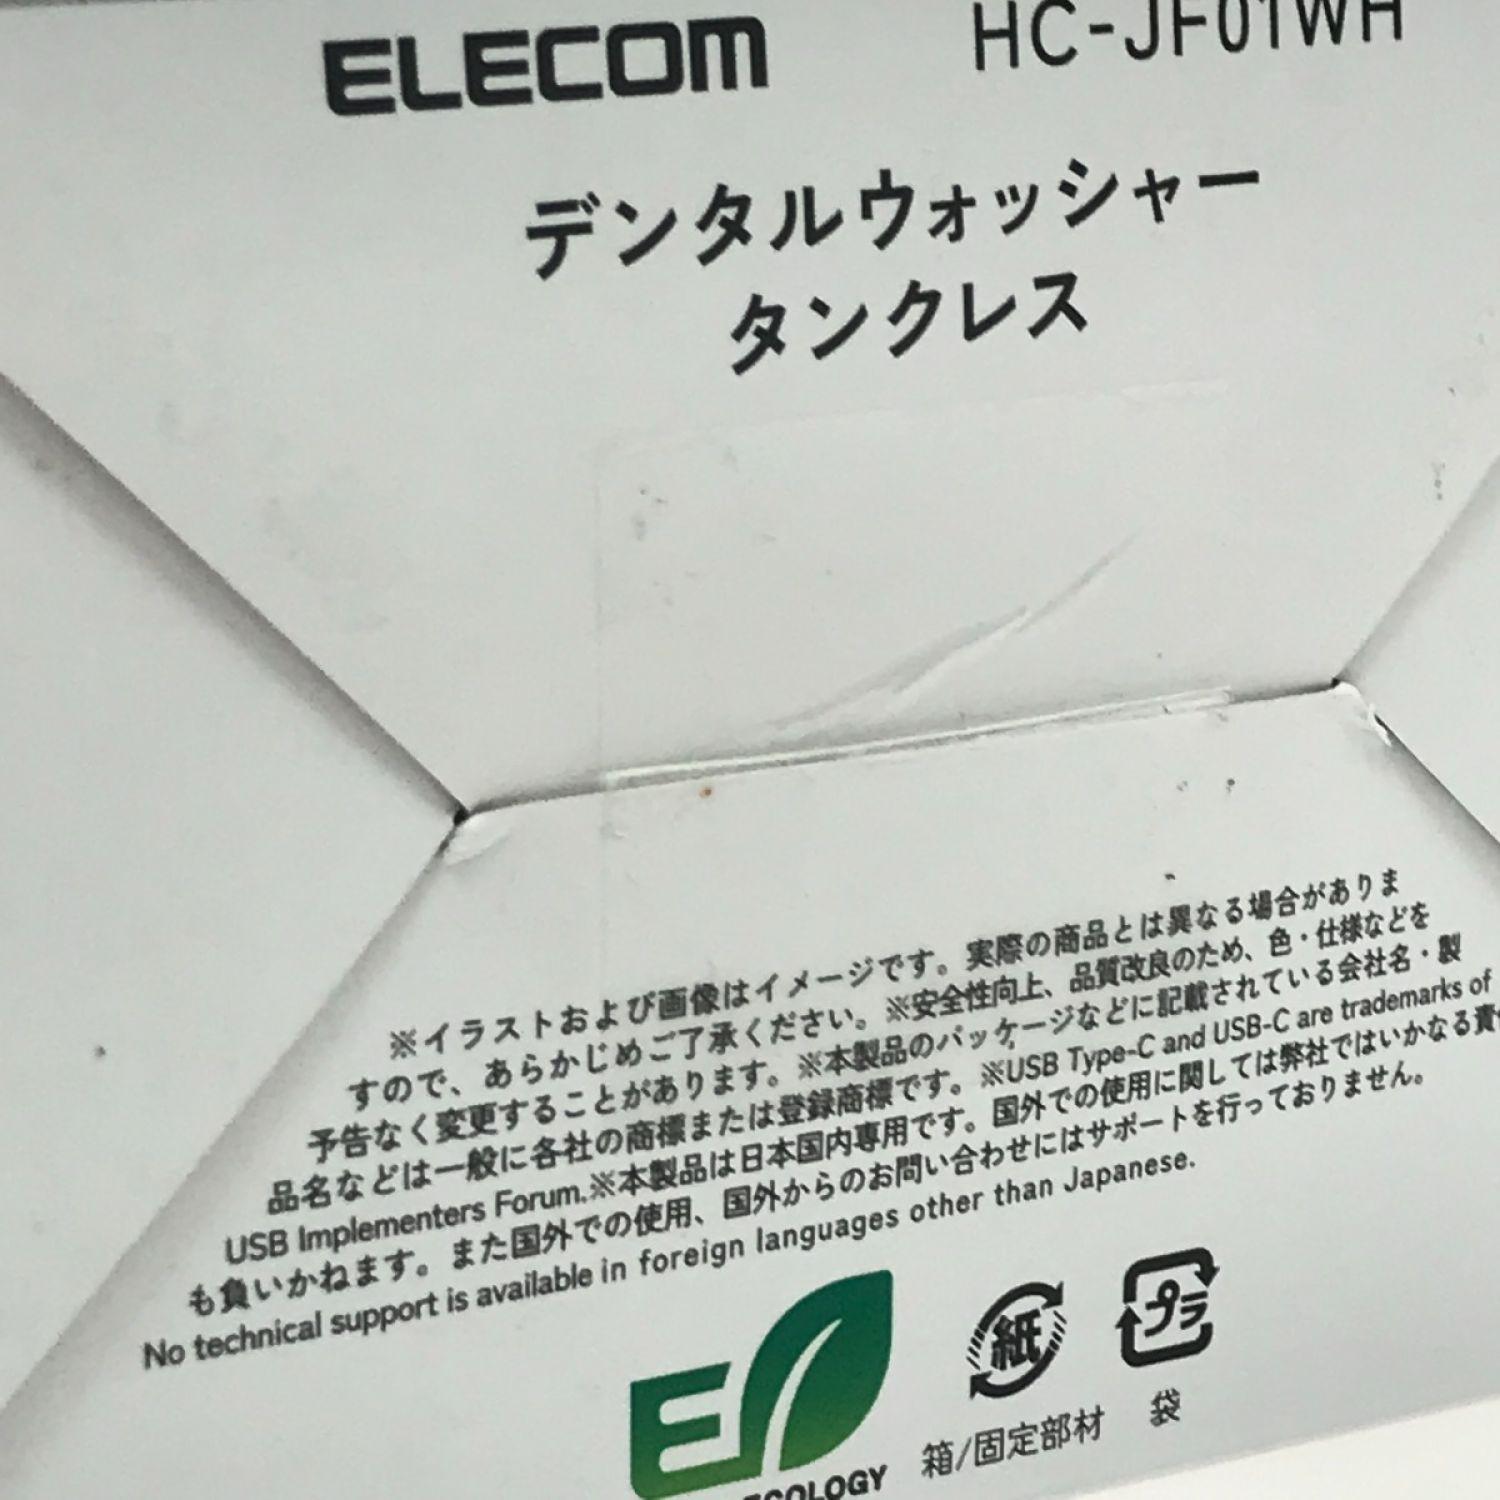 ELECOM
HC-JF01WH
デンタルウォッシャー
タンクレス
※イラストおよび画像はイメージです。実際の商品とは異なる場合がありま
すので、あらかじめご了承ください。※安全性向上、品質改良のため、色・仕様などを
予告なく変更することがあります。※本製品のパッケージなどに記載されている会社名・製
品名などは一般に各社の商標または登録商標です。※USB Type-C and USB-C are trademarks of
USB Implementers Forum.※本製品は日本国内専用です。国外での使用に関しては弊社ではいかなる責
も負いかねます。また国外での使用、国外からのお問い合わせにはサポートを行っておりません。
No technical support is available in foreign languages other than Japanese.
E
ECOLOGY
紙
箱/固定部材
プラ
袋